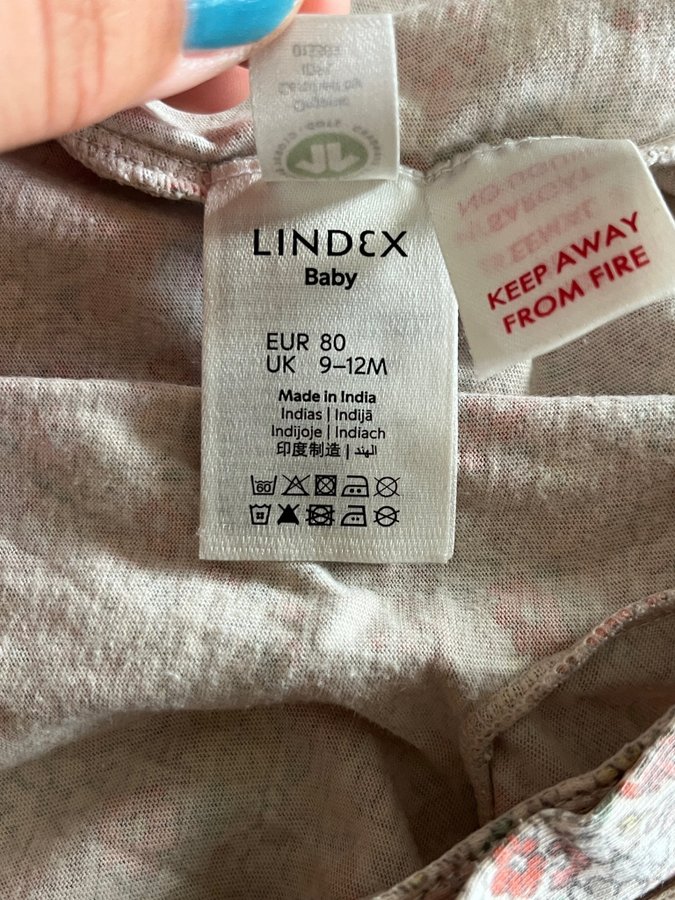 LINDEX
Baby
EUR 80
UK 9–12M
Made in India
Indias | Indijā
Indijoje | Indiach
印度制造 | الهند
60
KEEP AWAY
FROM FIRE